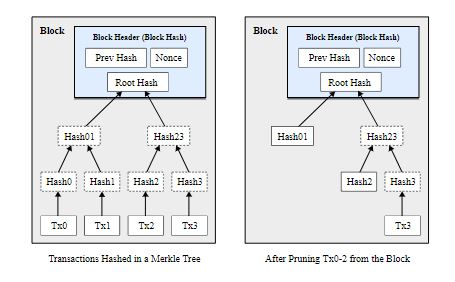 Block
Block Header (Block Hash)
Prev Hash
Nonce
Root Hash
Hash01
Hash23
Hash0
Hash1
Hash2
Hash3
Tx0
Tx1
Tx2
Tx3
Transactions Hashed in a Merkle Tree
Block
Block Header (Block Hash)
Prev Hash
Nonce
Root Hash
Hash01
Hash23
Hash2
Hash3
Tx3
After Pruning Tx0-2 from the Block